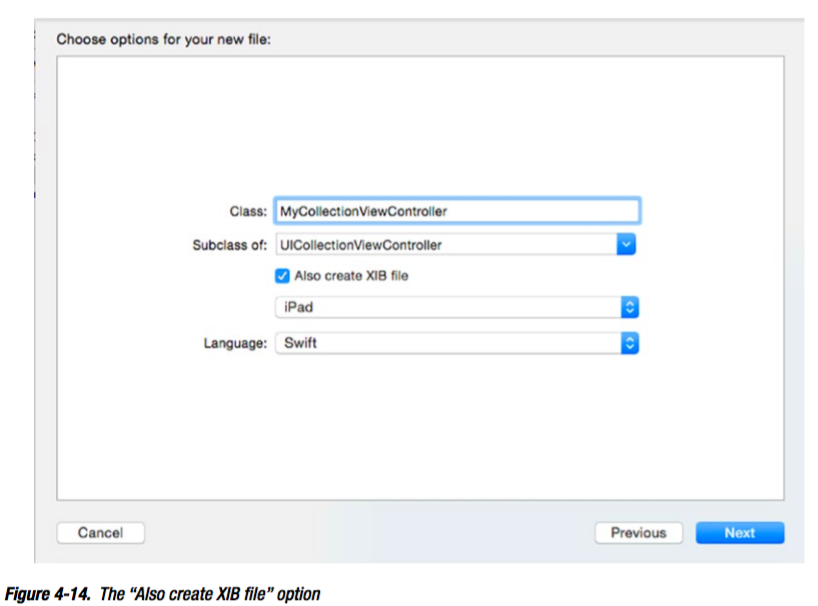 Choose options for your new file:
Class: MyCollectionViewController
Subclass of: UICollectionViewController
Also create XIB file
iPad
Language: Swift
Cancel Previous Next
Figure 4-14. The “Also create XIB file” option